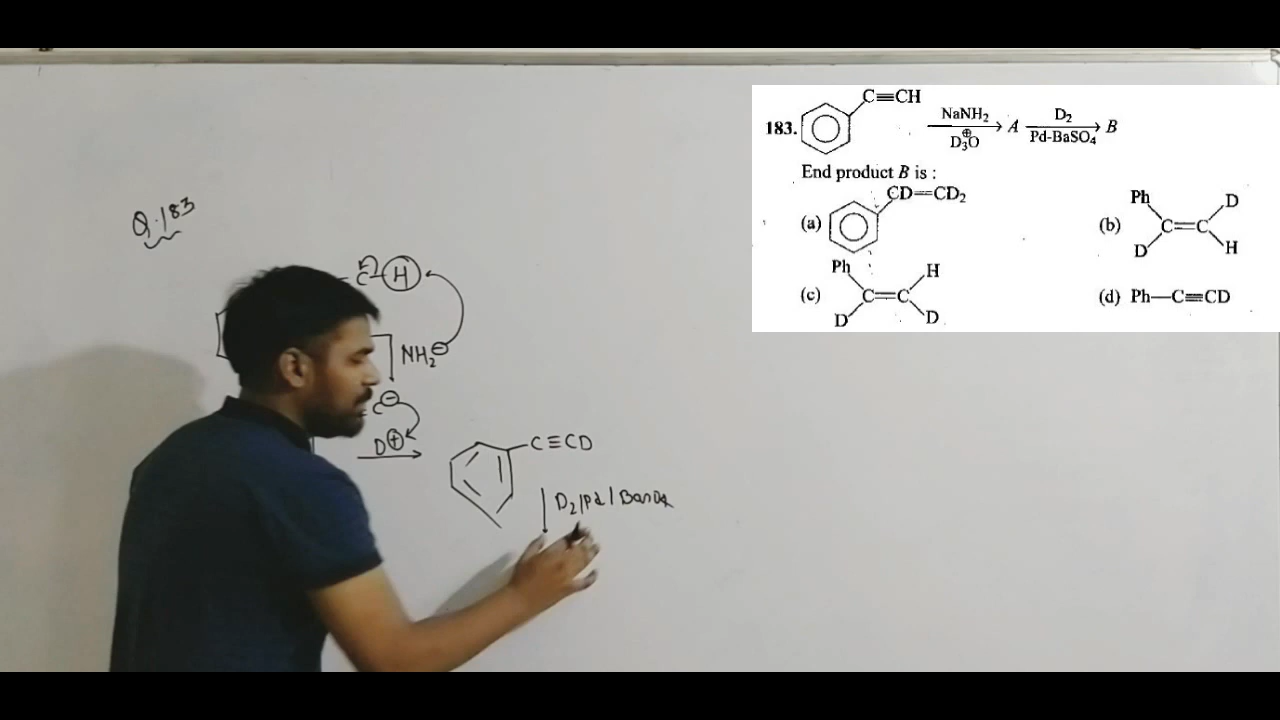 Q.183
C-H
NH₂⊖
C⊖
D⊕
C≡CD
D₂/Pd/BaSO₄
C≡CH
183. NaNH₂ → A D₂ → B
D₃O⊕ Pd-BaSO₄
End product B is :
(a) CD=CD₂
(b) Ph D C=C D H
(c) Ph H C=C D D
(d) Ph—C≡CD